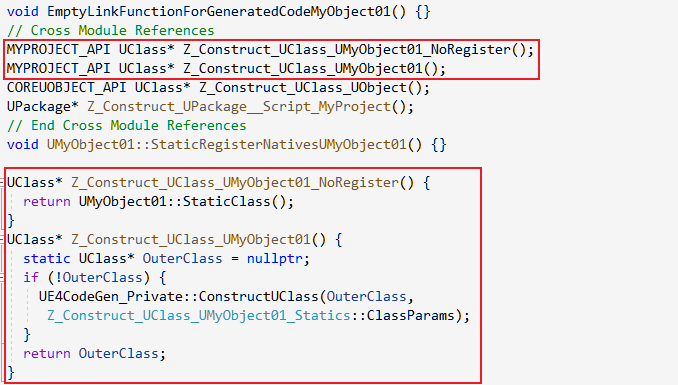 void EmptyLinkFunctionForGeneratedCodeMyObject01() {}
// Cross Module References
MYPROJECT_API UClass* Z_Construct_UClass_UMyObject01_NoRegister();
MYPROJECT_API UClass* Z_Construct_UClass_UMyObject01();
COREUOBJECT_API UClass* Z_Construct_UClass_UObject();
UPackage* Z_Construct_UPackage__Script_MyProject();
// End Cross Module References
void UMyObject01::StaticRegisterNativesUMyObject01() {}
UClass* Z_Construct_UClass_UMyObject01_NoRegister() {
return UMyObject01::StaticClass();
}
UClass* Z_Construct_UClass_UMyObject01() {
static UClass* OuterClass = nullptr;
if (!OuterClass) {
UE4CodeGen_Private::ConstructUClass(OuterClass,
Z_Construct_UClass_UMyObject01_Statics::ClassParams);
}
return OuterClass;
}